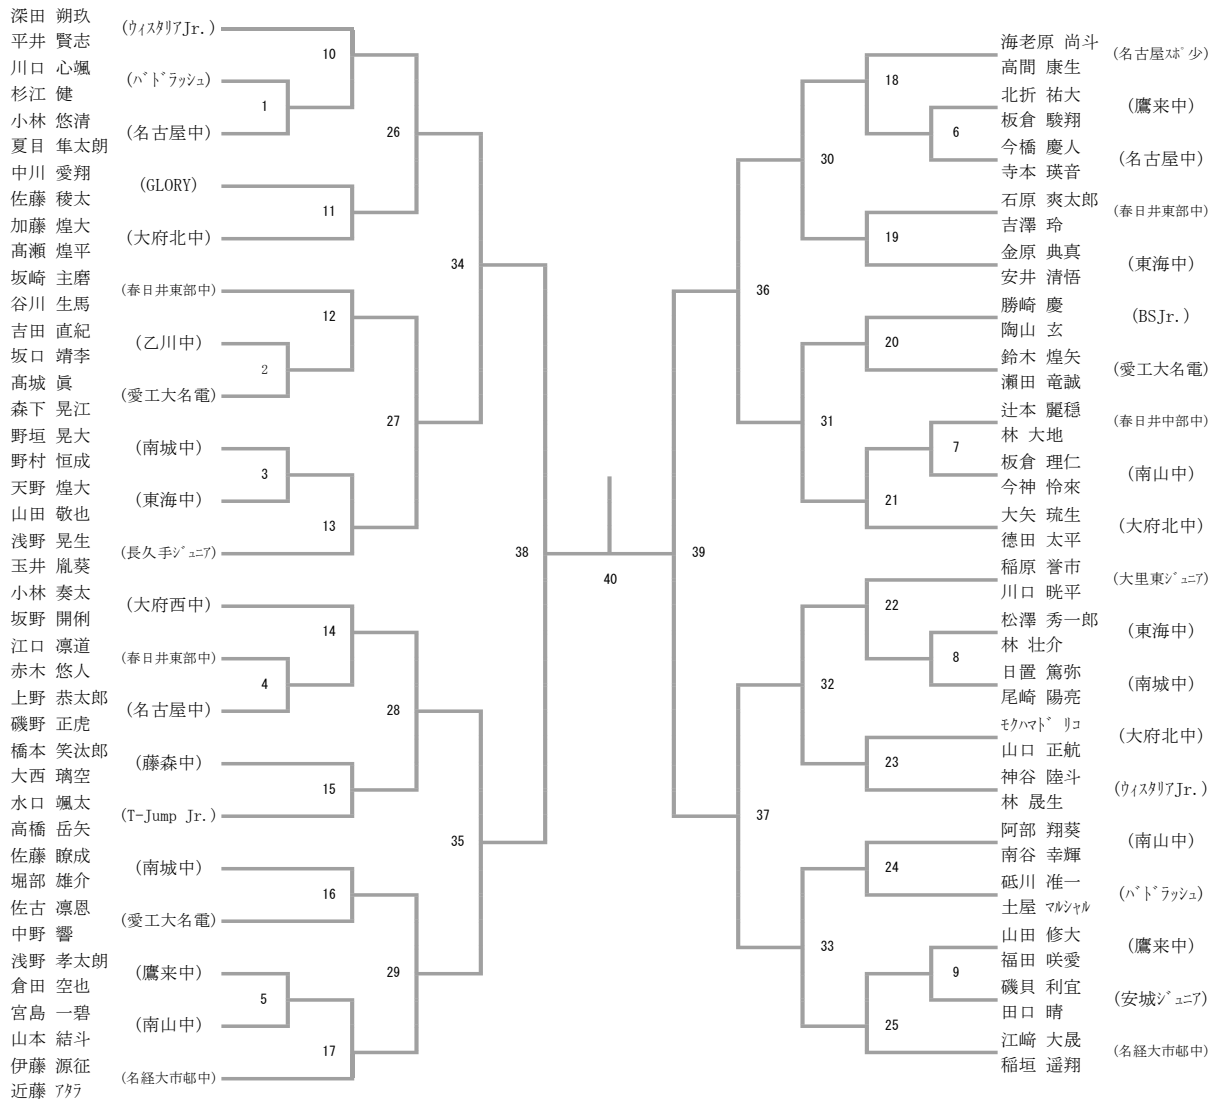 深田 朔玖
平井 賢志
(ウィスタリアJr.)
川口 心颯
杉江 健
(バドラッシュ)
小林 悠清
夏目 隼太朗
(名古屋中)
中川 愛翔
佐藤 稜太
(GLORY)
加藤 煌大
髙瀬 煌平
(大府北中)
坂崎 主磨
谷川 生馬
(春日井東部中)
吉田 直紀
坂口 靖李
(乙川中)
髙城 眞
森下 晃江
(愛工大名電)
野垣 晃大
野村 恒成
(南城中)
天野 煌大
山田 敬也
(東海中)
浅野 晃生
玉井 胤葵
(長久手ジュニア)
小林 奏太
坂野 開俐
(大府西中)
江口 凛道
赤木 悠人
(春日井東部中)
上野 恭太郎
磯野 正虎
(名古屋中)
橋本 笑汰郎
大西 璃空
(藤森中)
水口 颯太
高橋 岳矢
(T-Jump Jr.)
佐藤 瞭成
堀部 雄介
(南城中)
佐古 凛恩
中野 響
(愛工大名電)
浅野 孝太朗
倉田 空也
(鷹来中)
宮島 一碧
山本 結斗
(南山中)
伊藤 源征
近藤 アタラ
(名経大市邨中)
1
2
3
4
5
10
11
12
13
14
15
16
17
26
27
28
29
34
35
38
40
39
36
37
30
31
32
33
18
19
20
21
22
23
24
25
6
7
8
9
海老原 尚斗
高間 康生
(名古屋スポ少)
北折 祐大
板倉 駿翔
(鷹来中)
今橋 慶人
寺本 瑛音
(名古屋中)
石原 爽太郎
吉澤 玲
(春日井東部中)
金原 典真
安井 清悟
(東海中)
勝崎 慶
陶山 玄
(BSJr.)
鈴木 煌矢
瀬田 竜誠
(愛工大名電)
辻本 麗穏
林 大地
(春日井中部中)
板倉 理仁
今神 怜來
(南山中)
大矢 琉生
德田 太平
(大府北中)
稲原 誉市
川口 晄平
(大里東ジュニア)
松澤 秀一郎
林 壮介
(東海中)
日置 篤弥
尾崎 陽亮
(南城中)
モクハマド リコ
山口 正航
(大府北中)
神谷 陸斗
林 晟生
(ウィスタリアJr.)
阿部 翔葵
南谷 幸輝
(南山中)
砥川 准一
土屋 マルシャル
(バドラッシュ)
山田 修大
福田 咲愛
(鷹来中)
磯貝 利宜
田口 晴
(安城ジュニア)
江﨑 大晟
稲垣 遥翔
(名経大市邨中)